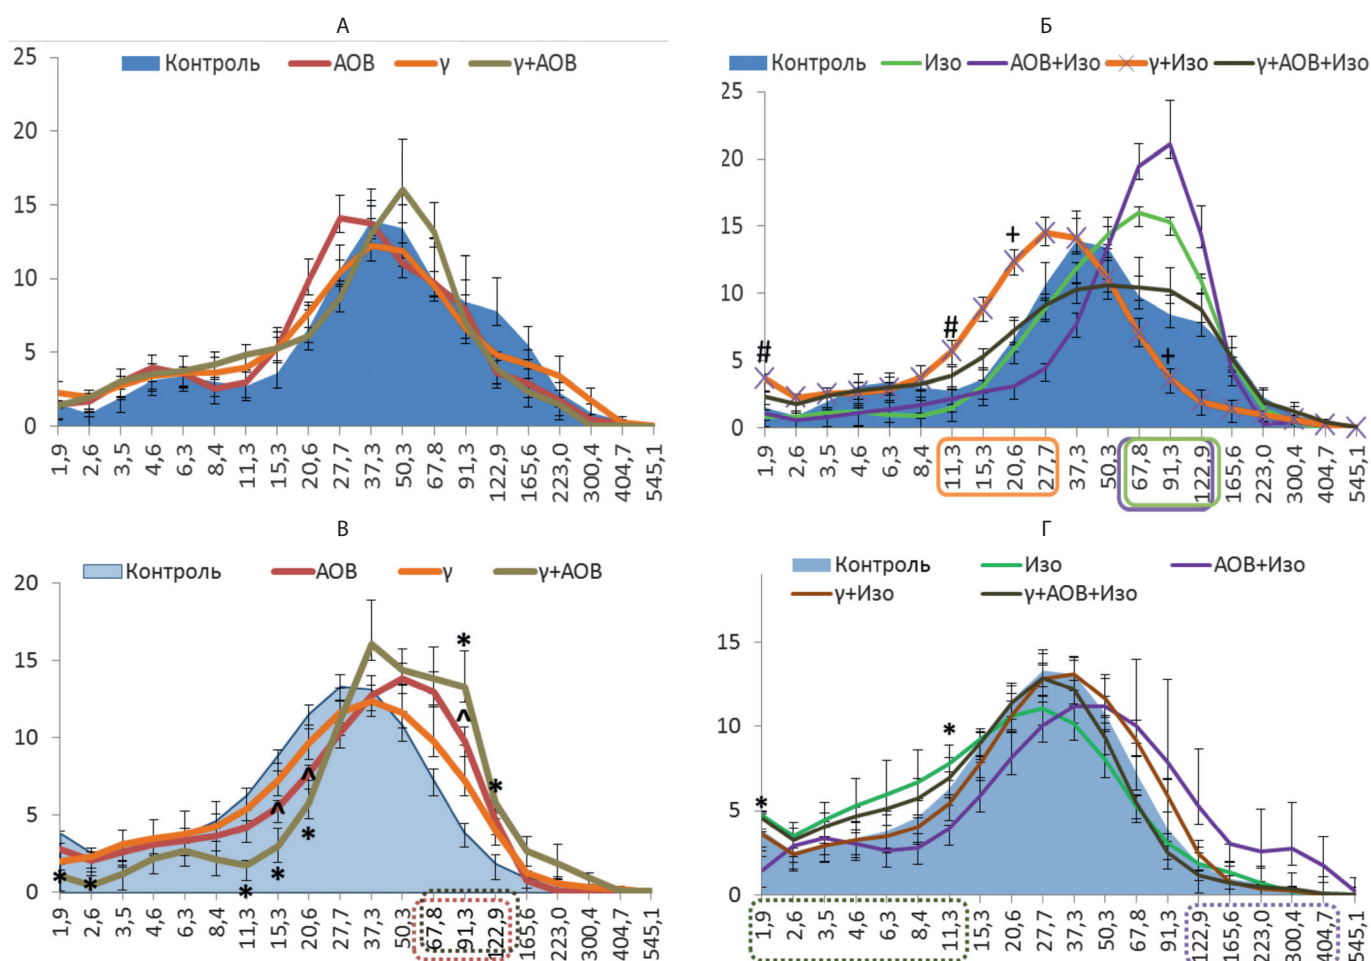 А
Контроль АОВ γ γ+АОВ
25
20
15
10
5
0
1,9 2,6 3,5 4,6 6,3 8,4 11,3 15,3 20,6 27,7 37,3 50,3 67,8 91,3 122,9 165,6 223,0 300,4 404,7 545,1
Б
Контроль Изо АОВ+Изо γ+Изо γ+АОВ+Изо
25
20
15
10
5
0
# # + +
1,9 2,6 3,5 4,6 6,3 8,4 11,3 15,3 20,6 27,7 37,3 50,3 67,8 91,3 122,9 165,6 223,0 300,4 404,7 545,1
В
Контроль АОВ γ γ+АОВ
20
15
10
5
0
* * * * ^ * ^ * ^ *
1,9 2,6 3,5 4,6 6,3 8,4 11,3 15,3 20,6 27,7 37,3 50,3 67,8 91,3 122,9 165,6 223,0 300,4 404,7 545,1
Г
Контроль Изо АОВ+Изо
γ+Изо γ+АОВ+Изо
15
10
5
0
* *
1,9 2,6 3,5 4,6 6,3 8,4 11,3 15,3 20,6 27,7 37,3 50,3 67,8 91,3 122,9 165,6 223,0 300,4 404,7 545,1